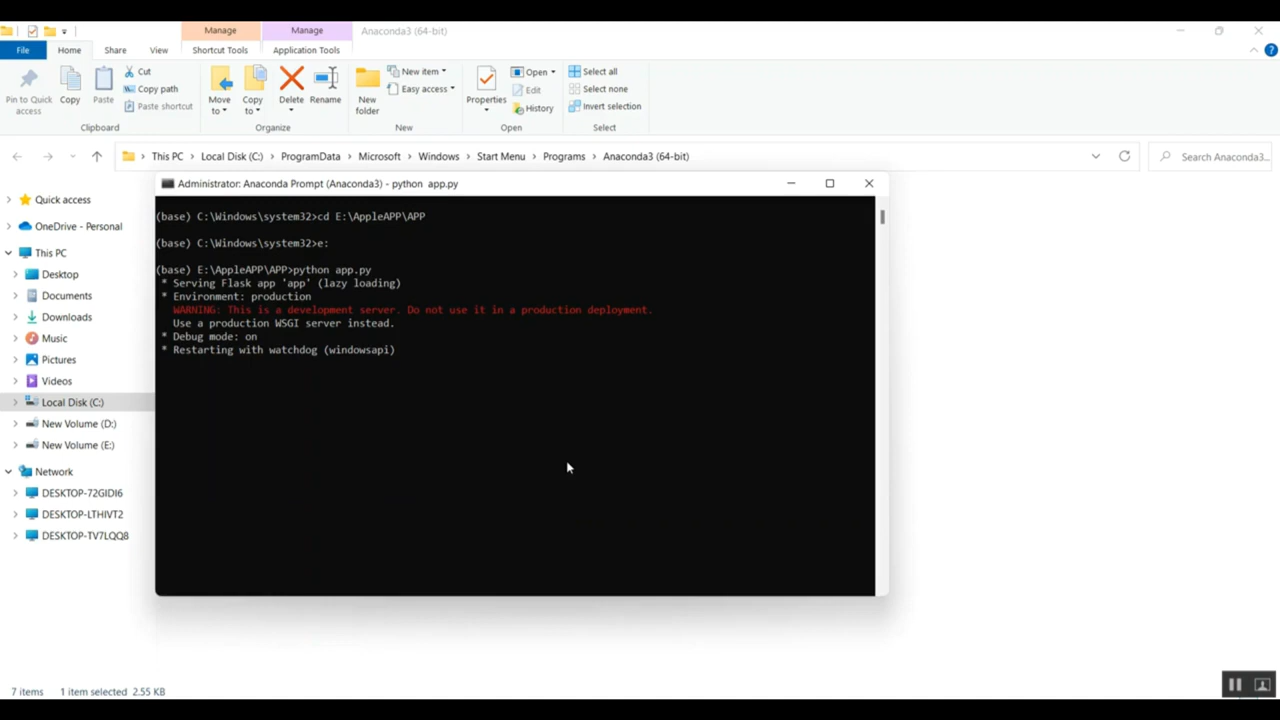 Manage
Manage
Anaconda3 (64-bit)
File
Home
Share
View
Shortcut Tools
Application Tools
Pin to Quick access
Copy
Paste
Cut
Copy path
Paste shortcut
Move to
Copy to
Delete
Rename
New folder
New item
Easy access
Properties
Open
Edit
History
Select all
Select none
Invert selection
Clipboard
Organize
New
Open
Select
This PC
Local Disk (C:)
ProgramData
Microsoft
Windows
Start Menu
Programs
Anaconda3 (64-bit)
Search Anaconda3...
Quick access
OneDrive - Personal
This PC
Desktop
Documents
Downloads
Music
Pictures
Videos
Local Disk (C:)
New Volume (D:)
New Volume (E:)
Network
DESKTOP-72GIDI6
DESKTOP-LTHIVT2
DESKTOP-TV7LQQ8
Administrator: Anaconda Prompt (Anaconda3) - python app.py
(base) C:\Windows\system32>cd E:\AppleAPP\APP
(base) C:\Windows\system32>e:
(base) E:\AppleAPP\APP>python app.py
* Serving Flask app 'app' (lazy loading)
* Environment: production
WARNING: This is a development server. Do not use it in a production deployment.
Use a production WSGI server instead.
* Debug mode: on
* Restarting with watchdog (windowsapi)
7 items
1 item selected 2.55 KB